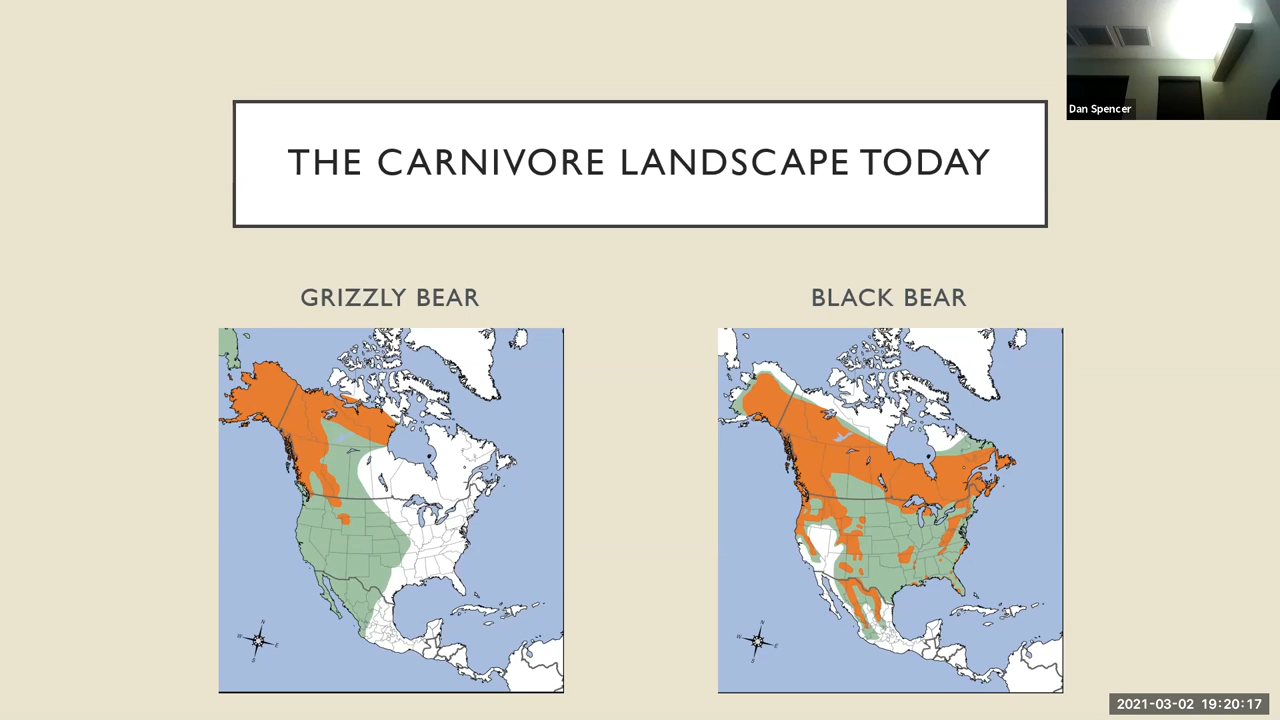 Dan Spencer
THE CARNIVORE LANDSCAPE TODAY
GRIZZLY BEAR
BLACK BEAR
N
W
E
S
N
W
E
S
2021-03-02 19:20:17